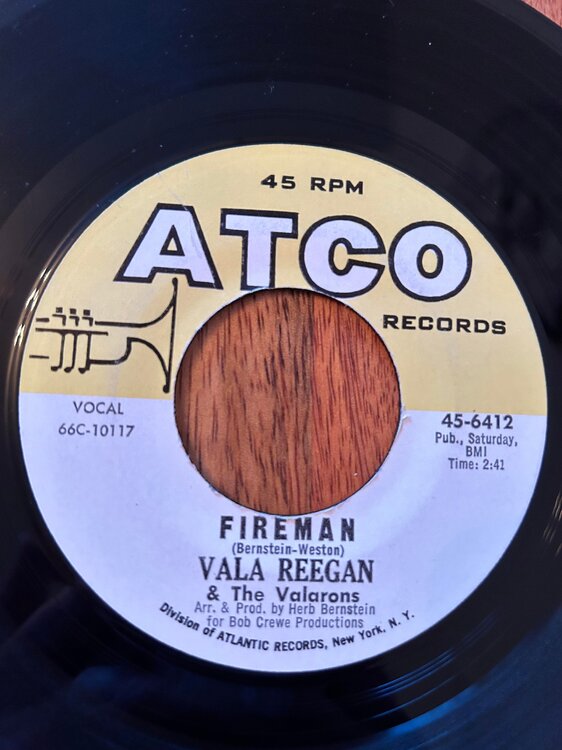 45 RPM
ATCO
RECORDS
VOCAL
66C-10117
45-6412
Pub., Saturday,
BMI
Time: 2:41
FIREMAN
(Bernstein-Weston)
VALA REEGAN
& The Valarons
Arr. & Prod. by Herb Bernstein
for Bob Crewe Productions
Division of ATLANTIC RECORDS, New York, N. Y.